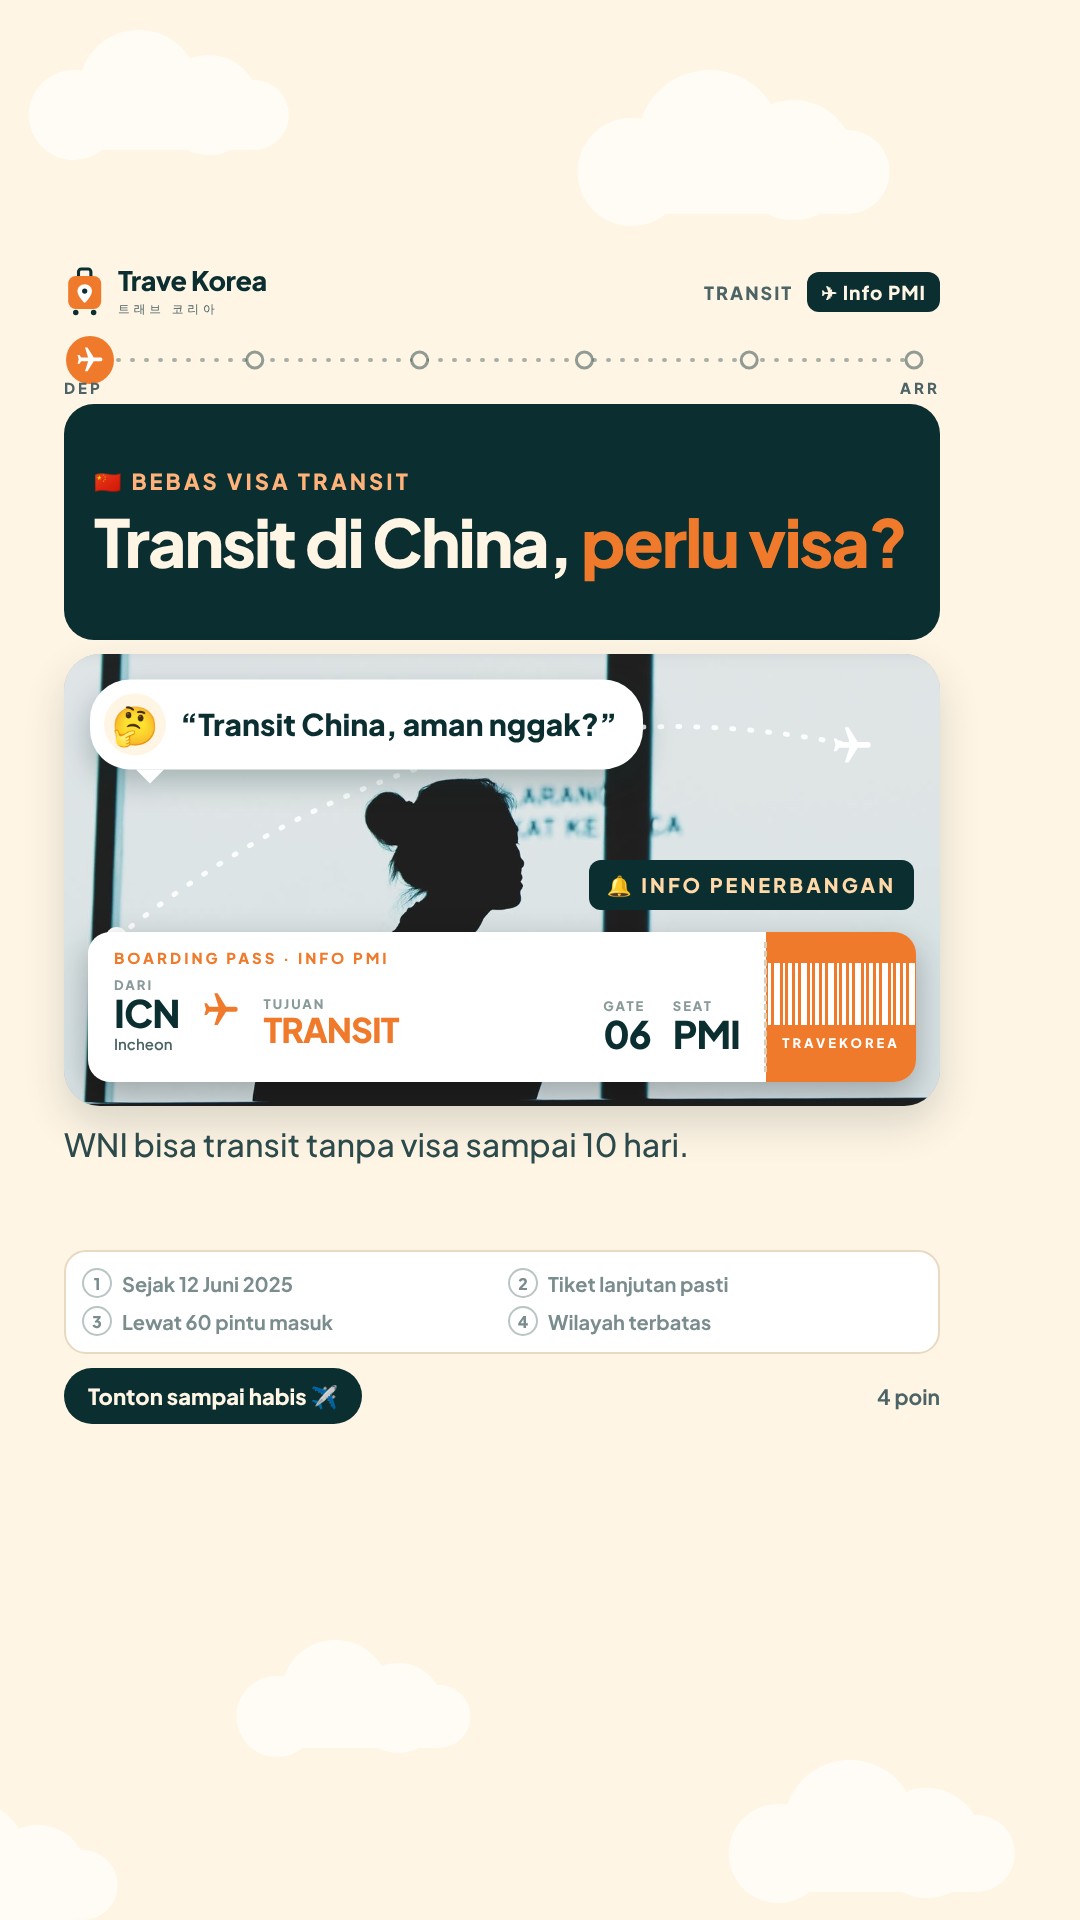 Trave Korea
트래브 코리아
TRANSIT
✈ Info PMI
DEP
ARR
🇨🇳 BEBAS VISA TRANSIT
Transit di China, perlu visa?
🤔 “Transit China, aman nggak?”
🔔 INFO PENERBANGAN
BOARDING PASS · INFO PMI
DARI
ICN
Incheon
TUJUAN
TRANSIT
GATE
06
SEAT
PMI
TRAVEKOREA
WNI bisa transit tanpa visa sampai 10 hari.
1 Sejak 12 Juni 2025
2 Tiket lanjutan pasti
3 Lewat 60 pintu masuk
4 Wilayah terbatas
Tonton sampai habis ✈️
4 poin